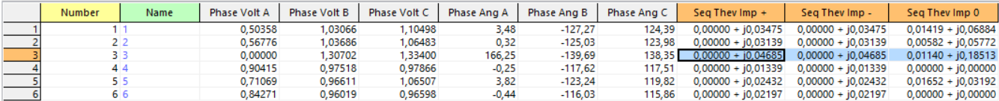 Number Name Phase Volt A Phase Volt B Phase Volt C Phase Ang A Phase Ang B Phase Ang C Seq Thev Imp + Seq Thev Imp - Seq Thev Imp 0
1 1 1 0,50358 1,03066 1,10498 3,48 -127,27 124,39 0,00000 + j0,03475 0,00000 + j0,03475 0,01419 + j0,06884
2 2 2 0,56776 1,03686 1,06483 0,32 -125,03 123,98 0,00000 + j0,03139 0,00000 + j0,03139 0,00582 + j0,05772
3 3 3 0,00000 1,30702 1,33400 166,25 -139,69 138,35 0,00000 + j0,04685 0,00000 + j0,04685 0,01140 + j0,18513
4 4 4 0,90415 0,97518 0,97866 -0,25 -117,62 117,51 0,00000 + j0,01339 0,00000 + j0,01339 0,00000 + j0,00000
5 5 5 0,71069 0,96611 1,06507 3,82 -123,24 119,82 0,00000 + j0,02432 0,00000 + j0,02432 0,01652 + j0,03192
6 6 6 0,84271 0,96019 0,96598 -0,44 -116,03 115,86 0,00000 + j0,02197 0,00000 + j0,02197 0,00000 + j0,00000